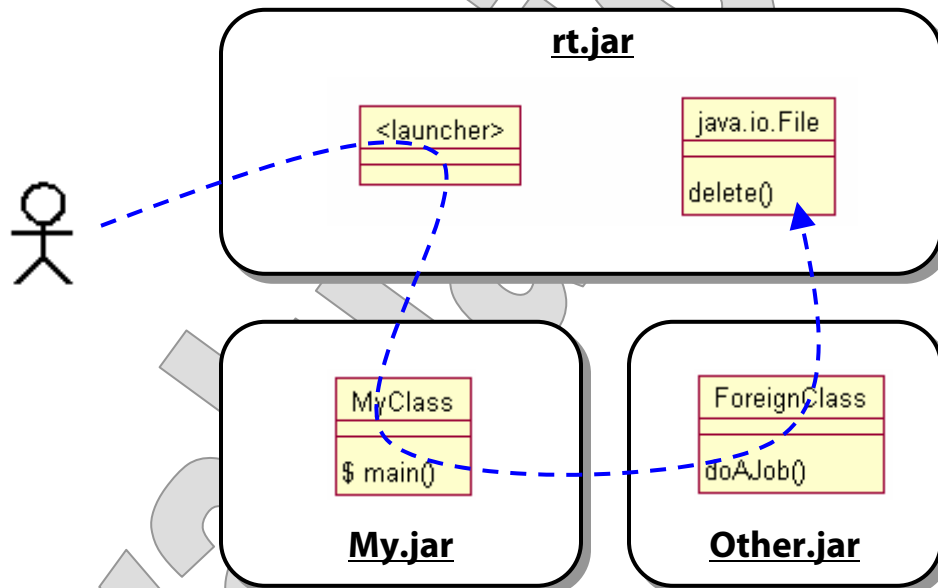 rt.jar
<launcher>
java.io.File
delete()
MyClass
$ main()
My.jar
ForeignClass
doAJob()
Other.jar